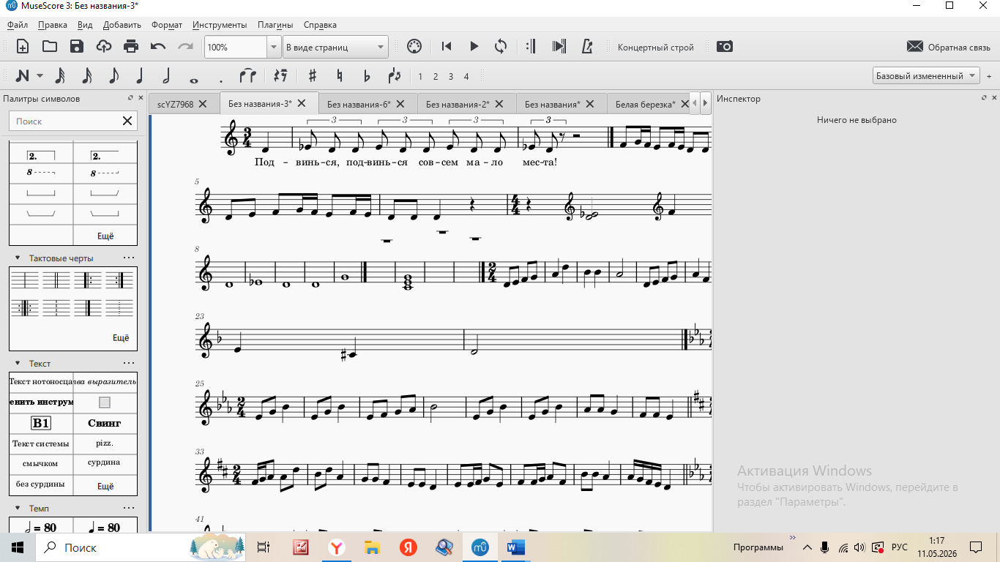 MuseScore 3: Без названия-3*
Файл Правка Вид Добавить Формат Инструменты Плагины Справка
100% В виде страниц Концертный строй Обратная связь
1 2 3 4 Базовый измененный +
Палитры символов
scYZ7968 Без названия-3* Без названия-6* Без названия-2* Без названия* Белая березка*
Инспектор
Поиск
Ничего не выбрано
2. 2.
8 8
Ещё
Тактовые черты
Ещё
Текст
Текст нотоносца ва выразитель
енить инструм
B1 Свинг
Текст системы pizz.
смычком сурдина
без сурдины Ещё
Темп
= 80 = 80
3 3 3 3
3 4
Под – винь–ся, под–винь–ся сов–сем ма–ло мес–та!
5
4 4
8
2 4
23
25
2 4
33
2 4
41
Активация Windows
Чтобы активировать Windows, перейдите в
раздел "Параметры".
Поиск
Программы
РУС
1:17
11.05.2026